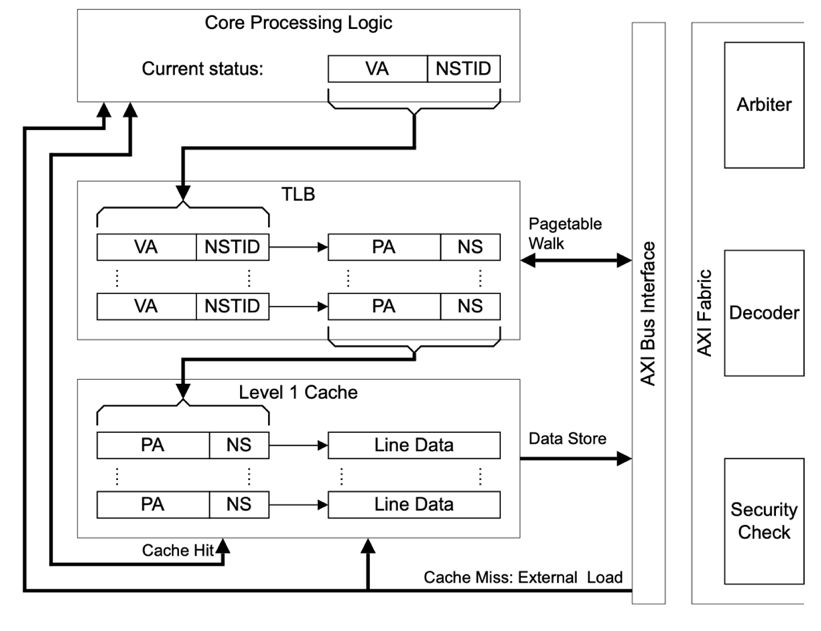 Core Processing Logic
Current status:
VA
NSTID
Arbiter
TLB
VA
NSTID
PA
NS
Pagetable
Walk
VA
NSTID
PA
NS
AXI Bus Interface
AXI Fabric
Decoder
Level 1 Cache
PA
NS
Line Data
Data Store
PA
NS
Line Data
Security
Check
Cache Hit
Cache Miss: External Load